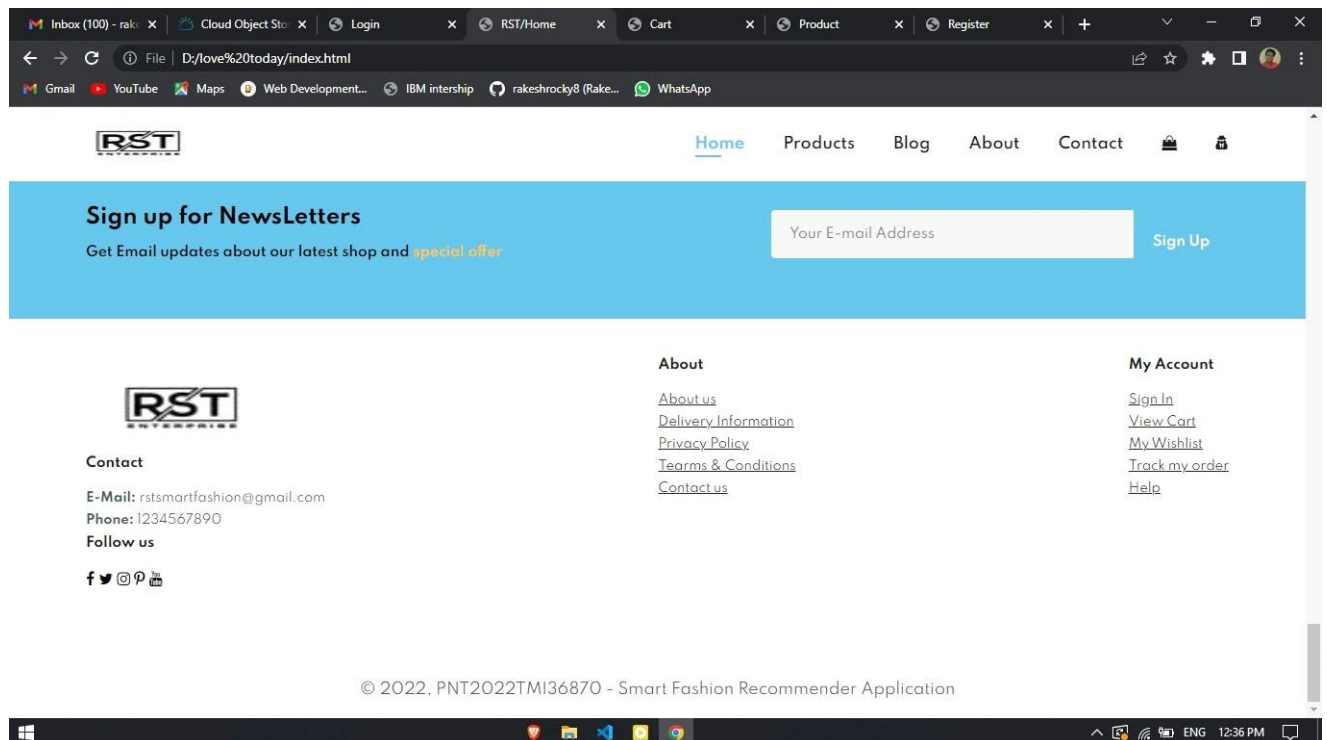 Inbox (100) - rak
Cloud Object Sto
Login
RST/Home
Cart
Product
Register
File
D:/love%20today/index.html
Gmail
YouTube
Maps
Web Development...
IBM intership
rakeshrocky8 (Rake...
WhatsApp
RST
ENTERPRISE
Home
Products
Blog
About
Contact
Sign up for NewsLetters
Get Email updates about our latest shop and special offer
Your E-mail Address
Sign Up
RST
ENTERPRISE
Contact
E-Mail: rstsmartfashion@gmail.com
Phone: 1234567890
Follow us
You
Tube
About
About us
Delivery Information
Privacy Policy
Tearms & Conditions
Contact us
My Account
Sign In
View Cart
My Wishlist
Track my order
Help
© 2022, PNT2022TMI36870 - Smart Fashion Recommender Application
ENG
12:36 PM